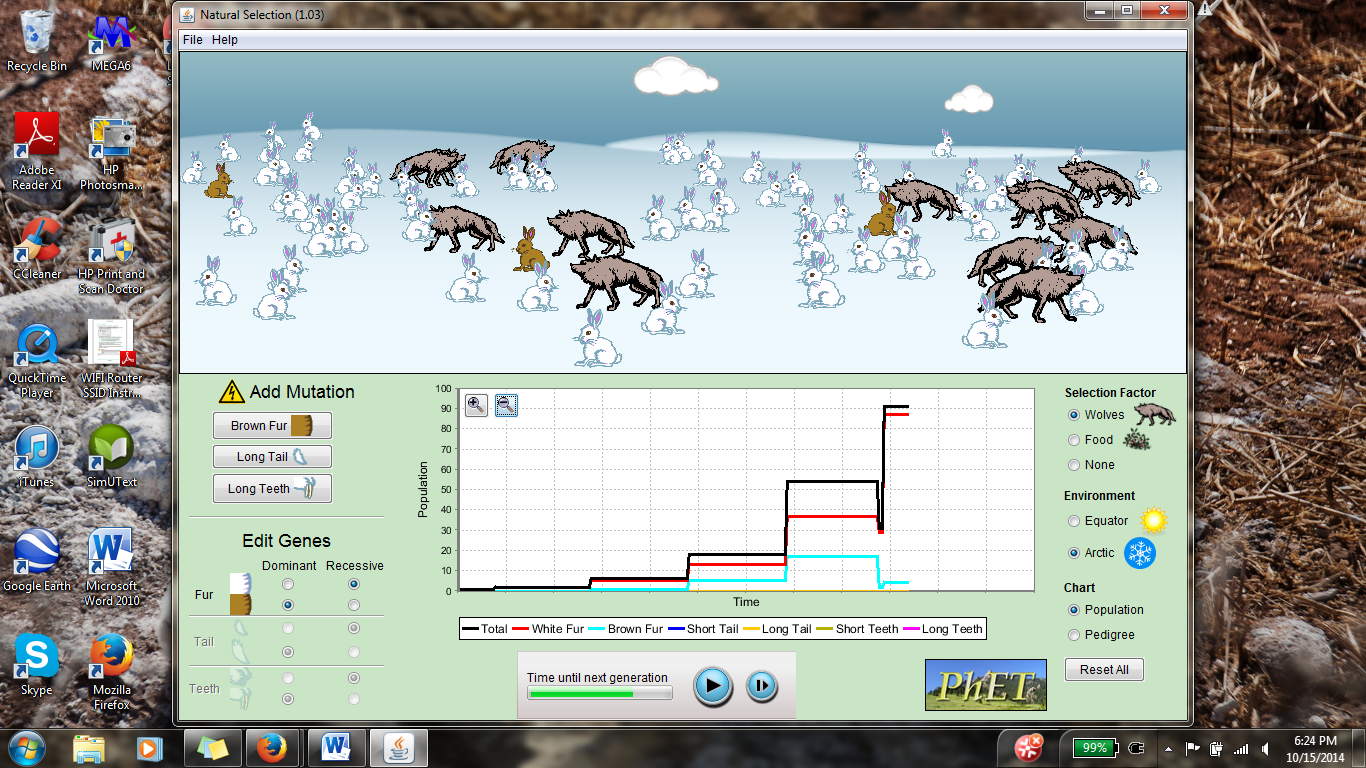 Natural Selection (1.03)
File Help
Recycle Bin
MEGA6
Adobe
Reader XI
HP
Photosma...
CCleaner
HP Print and
Scan Doctor
QuickTime
Player
WIFI Router
SSID Instr...
iTunes
SimUText
Google Earth
Microsoft
Word 2010
Skype
Mozilla
Firefox
Add Mutation
Brown Fur
Long Tail
Long Teeth
Edit Genes
Dominant Recessive
Fur
Tail
Teeth
Population
100
90
80
70
60
50
40
30
20
10
0
Time
Total White Fur Brown Fur Short Tail Long Tail Short Teeth Long Teeth
Time until next generation
PhET
Selection Factor
Wolves
Food
None
Environment
Equator
Arctic
Chart
Population
Pedigree
Reset All
99%
6:24 PM
10/15/2014